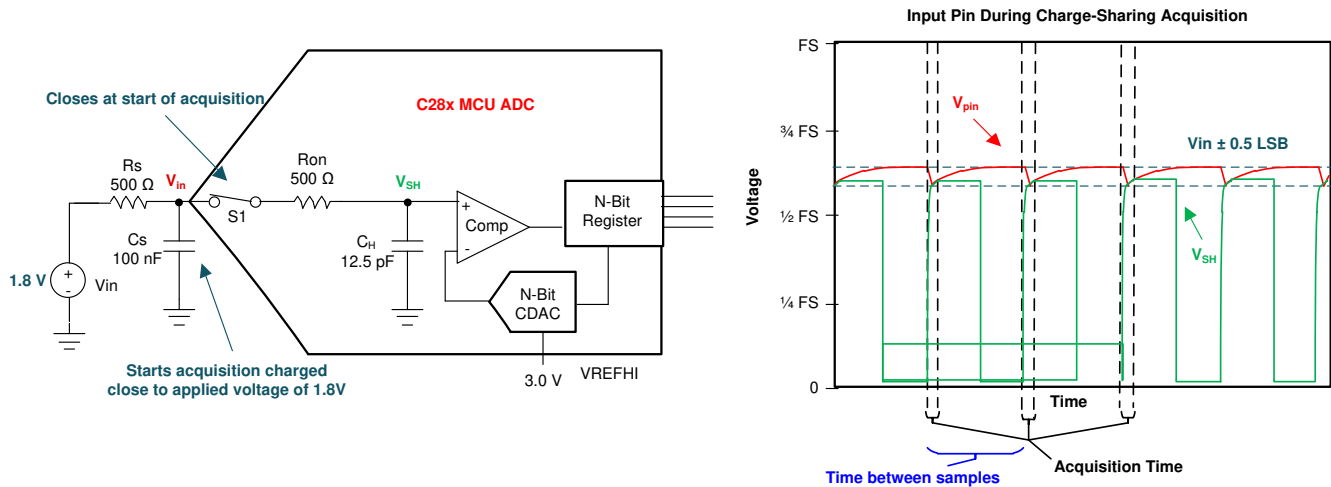 Input Pin During Charge-Sharing Acquisition
Closes at start of acquisition
C28x MCU ADC
Rs
500 Ω
Vin
S1
Ron
500 Ω
VSH
+
-
Comp
N-Bit
Register
Cs
100 nF
CH
12.5 pF
N-Bit
CDAC
1.8 V
+
-
Vin
Starts acquisition charged
close to applied voltage of 1.8V
3.0 V
VREFHI
FS
¾ FS
½ FS
¼ FS
0
Voltage
Vpin
Vin ± 0.5 LSB
VSH
Time
Acquisition Time
Time between samples